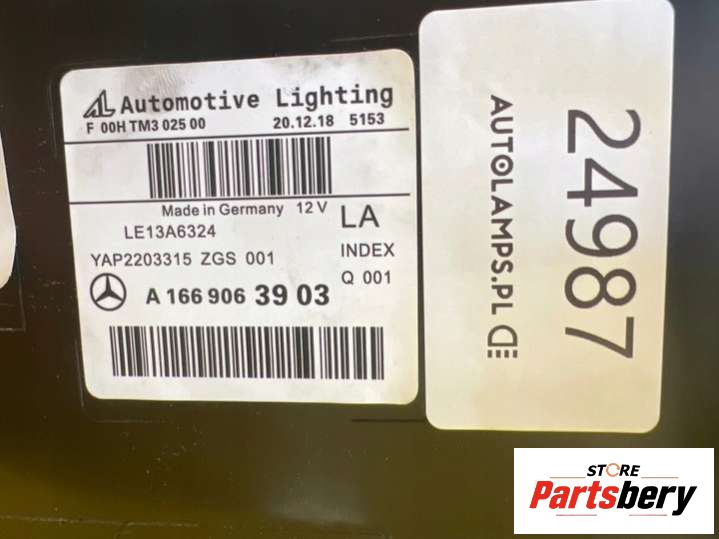 AL Automotive Lighting
F 00H TM3 025 00 20.12.18 5153
Made in Germany 12 V
LA
LE13A6324
YAP2203315 ZGS 001
INDEX
Q 001
A 166 906 39 03
24987
AUTOLAMPS.PL
STORE
Partsbery